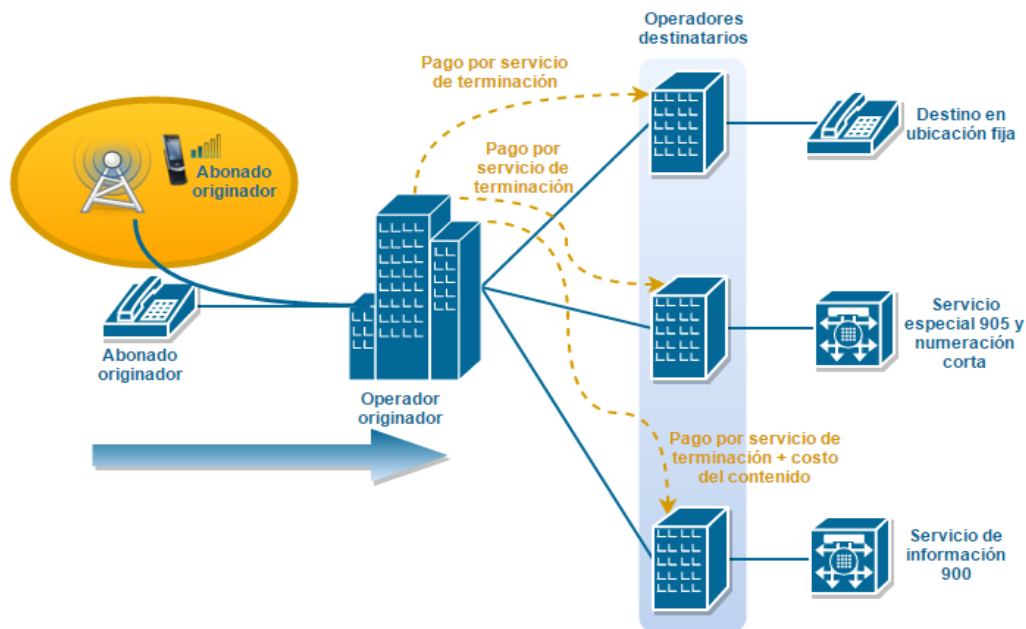 Operadores
destinatarios
Pago por servicio
de terminación
Destino en
ubicación fija
Abonado
originador
Pago por
servicio de
terminación
Servicio
especial 905 y
numeración
corta
Abonado
originador
Operador
originador
Pago por servicio de
terminación + costo
del contenido
Servicio de
información
900